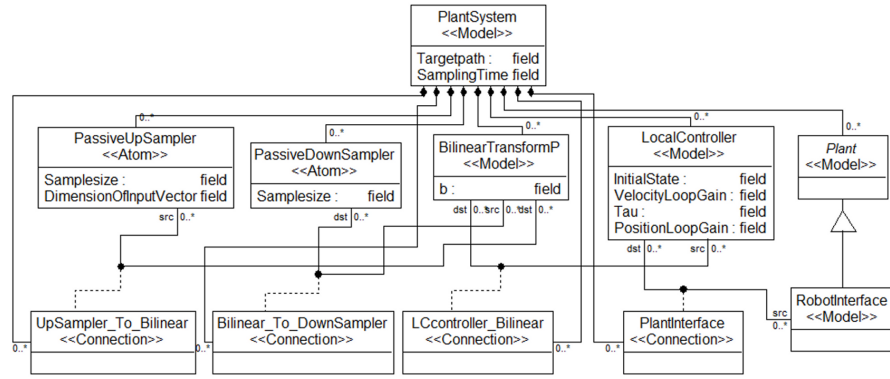 PlantSystem
<<Model>>
Targetpath : field
SamplingTime field
0..*
0..*
0..*
0..*
0..*
PassiveUpSampler
<<Atom>>
Samplesize : field
DimensionOfInputVector field
PassiveDownSampler
<<Atom>>
Samplesize : field
BilinearTransformP
<<Model>>
b : field
LocalController
<<Model>>
InitialState : field
VelocityLoopGain : field
Tau : field
PositionLoopGain : field
Plant
<<Model>>
src 0..*
dst 0..*
dst 0..* src 0..* dst 0..*
dst 0..*
src 0..*
UpSampler_To_Bilinear
<<Connection>>
0..*
Bilinear_To_DownSampler
<<Connection>>
0..*
LCcontroller_Bilinear
<<Connection>>
0..*
PlantInterface
<<Connection>>
0..*
src
0..*
RobotInterface
<<Model>>